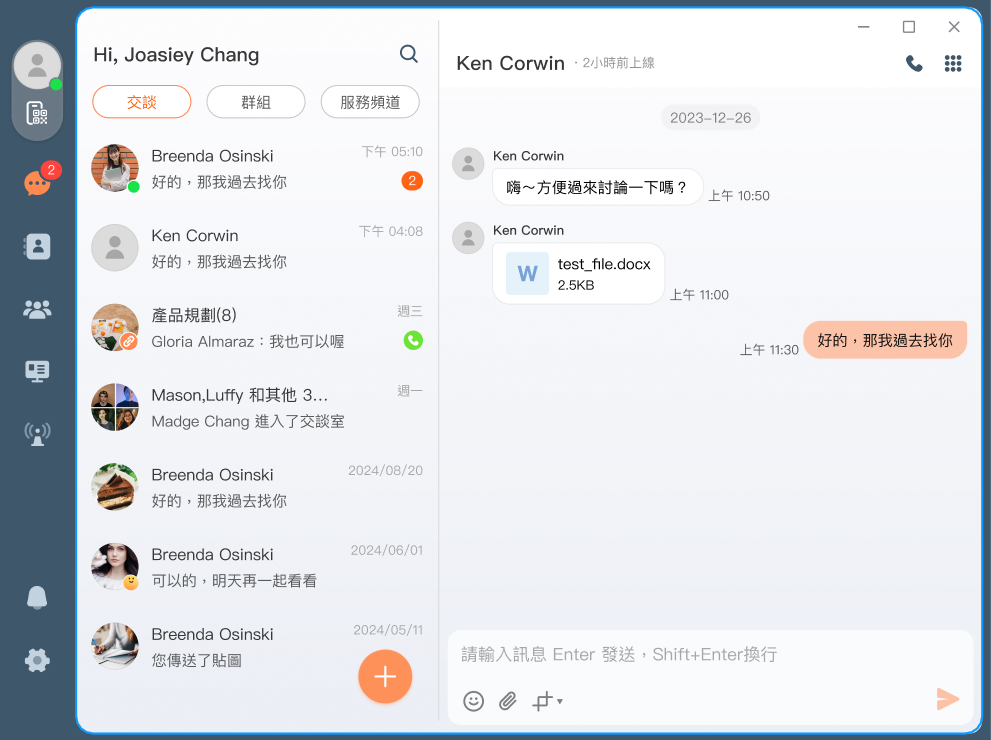 2
Hi, Joasiey Chang
交談
群組
服務頻道
Breenda Osinski
下午 05:10
好的，那我過去找你
2
Ken Corwin
下午 04:08
好的，那我過去找你
產品規劃(8)
週三
Gloria Almaraz：我也可以喔
Mason,Luffy 和其他 3...
週一
Madge Chang 進入了交談室
Breenda Osinski
2024/08/20
好的，那我過去找你
Breenda Osinski
2024/06/01
可以的，明天再一起看看
Breenda Osinski
2024/05/11
您傳送了貼圖
Ken Corwin · 2小時前上線
2023-12-26
Ken Corwin
嗨～方便過來討論一下嗎？
上午 10:50
Ken Corwin
W
test_file.docx
2.5KB
上午 11:00
好的，那我過去找你
上午 11:30
請輸入訊息 Enter 發送，Shift+Enter換行